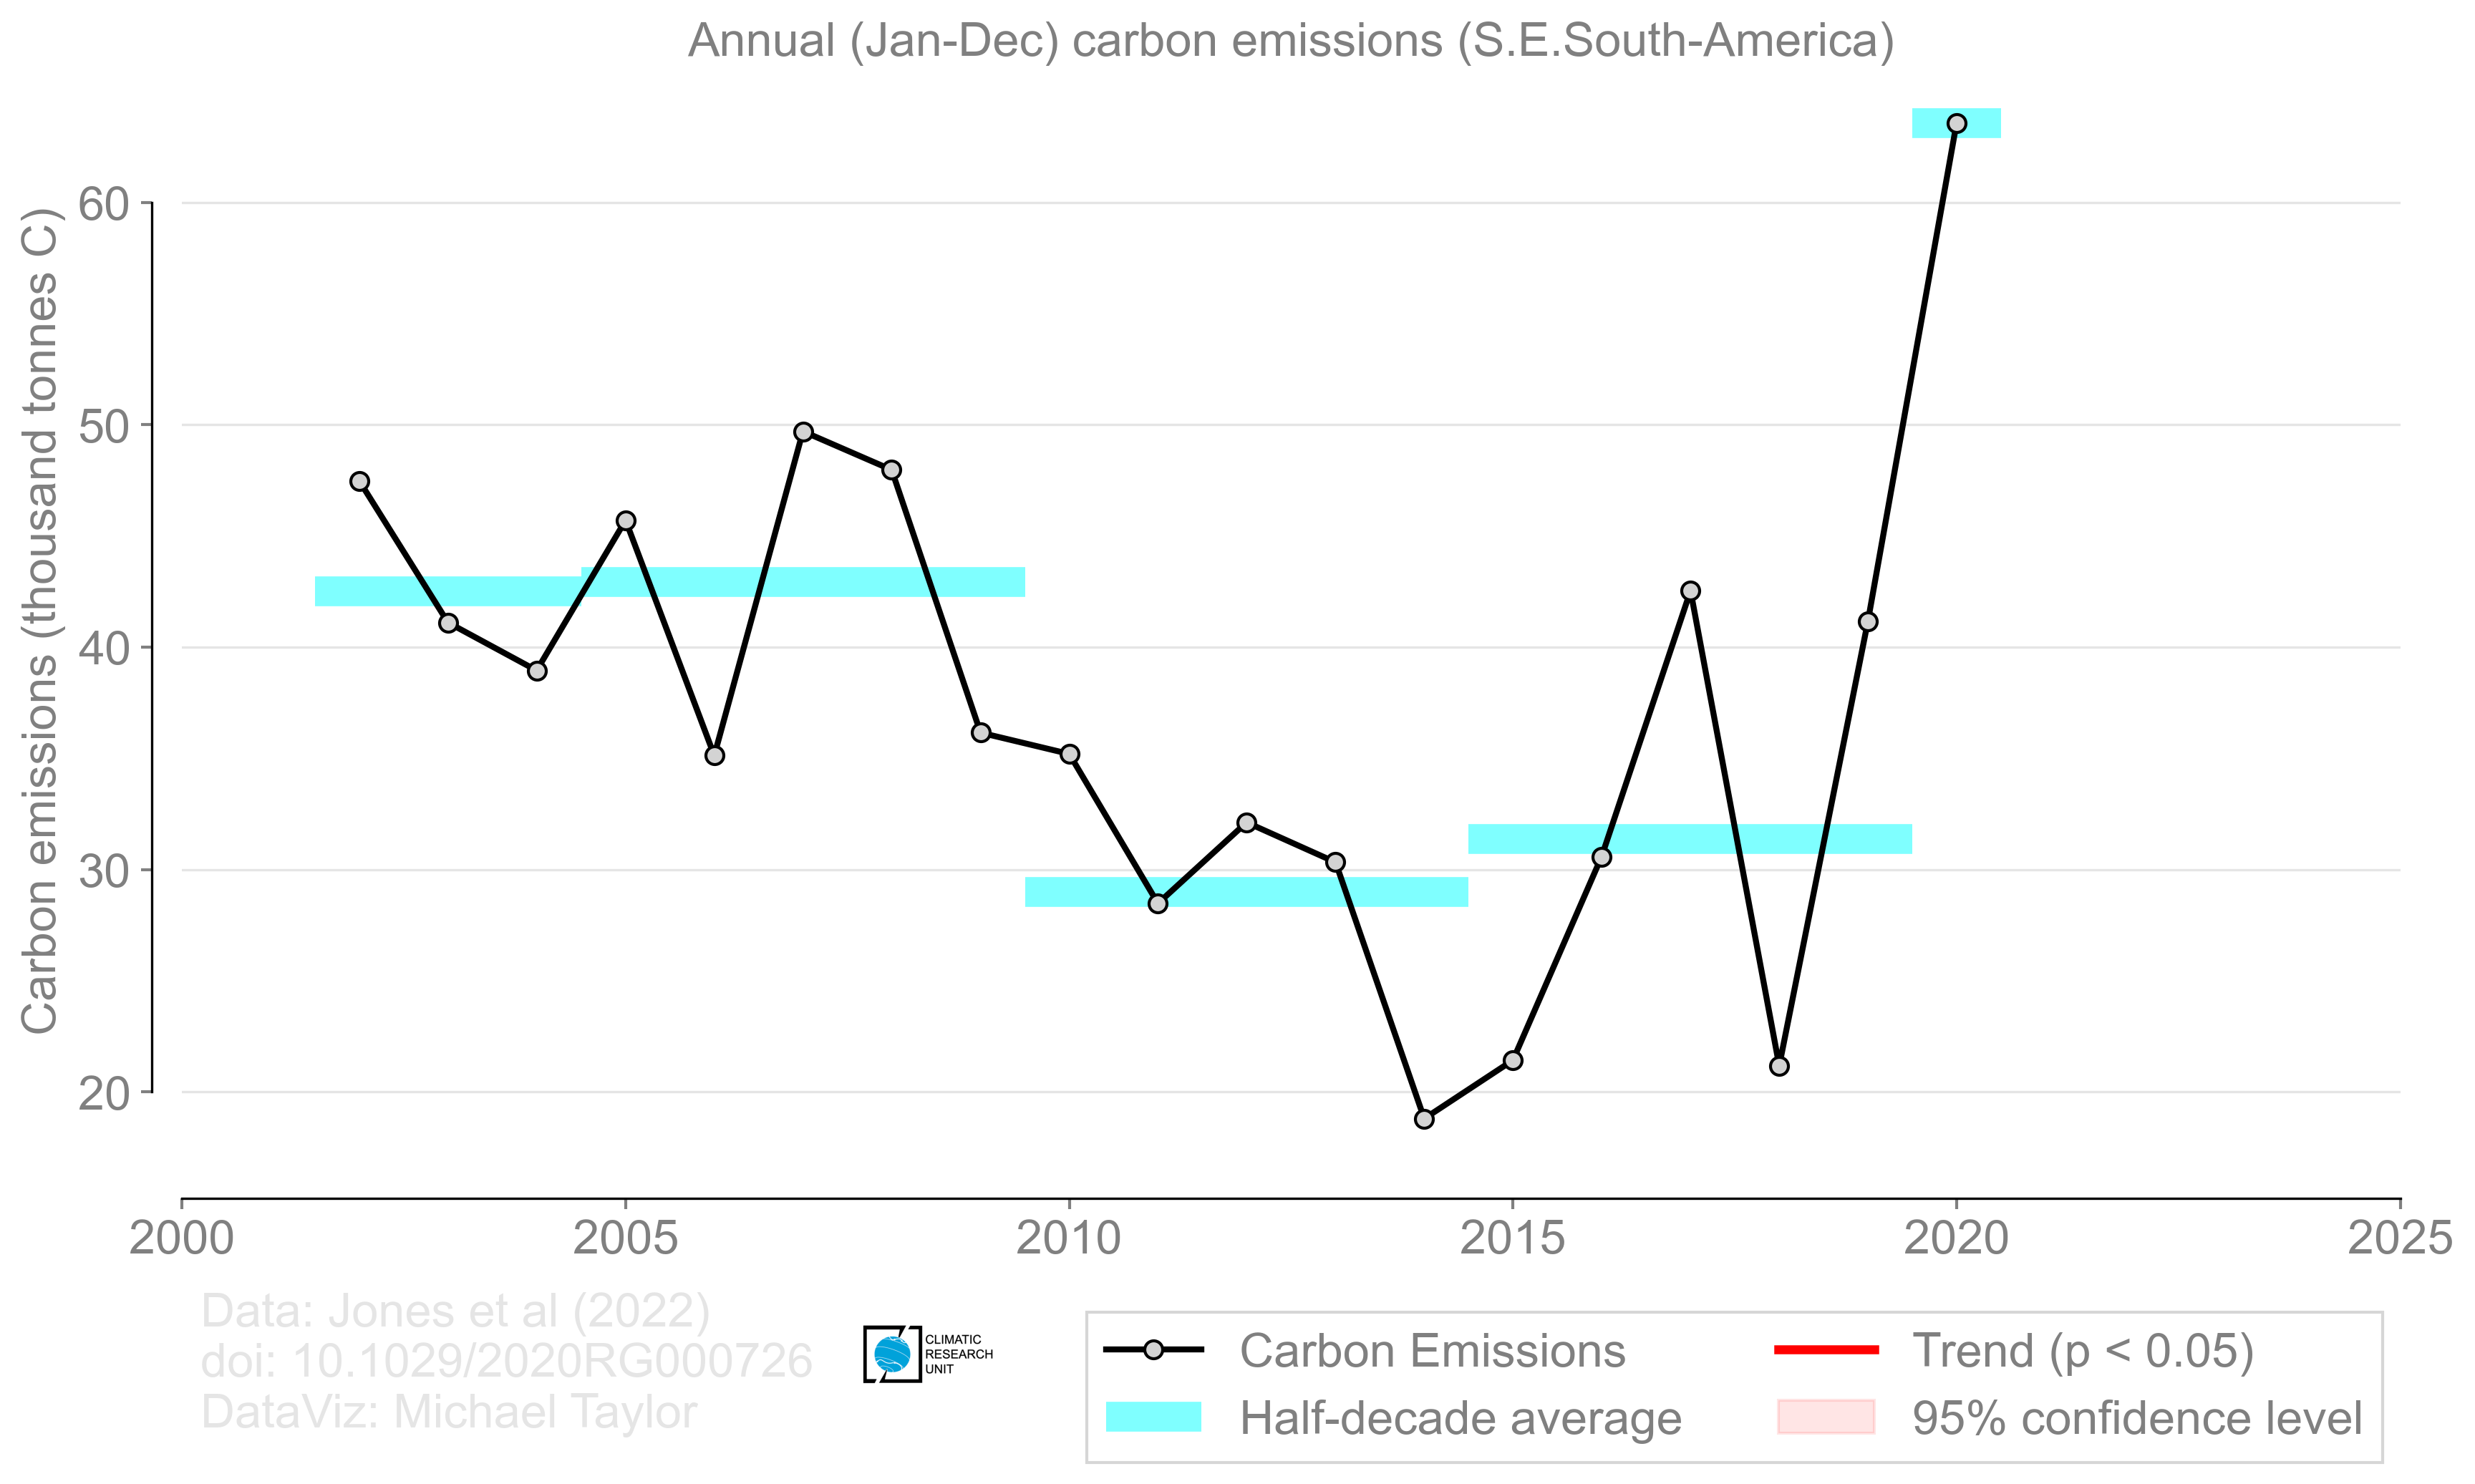 Annual (Jan-Dec) carbon emissions (S.E.South-America)
Carbon emissions (thousand tonnes C)
60
50
40
30
20
2000 2005 2010 2015 2020 2025
Data: Jones et al (2022)
doi: 10.1029/2020RG000726
DataViz: Michael Taylor
CLIMATIC
RESEARCH
UNIT
Carbon Emissions
Half-decade average
Trend (p < 0.05)
95% confidence level